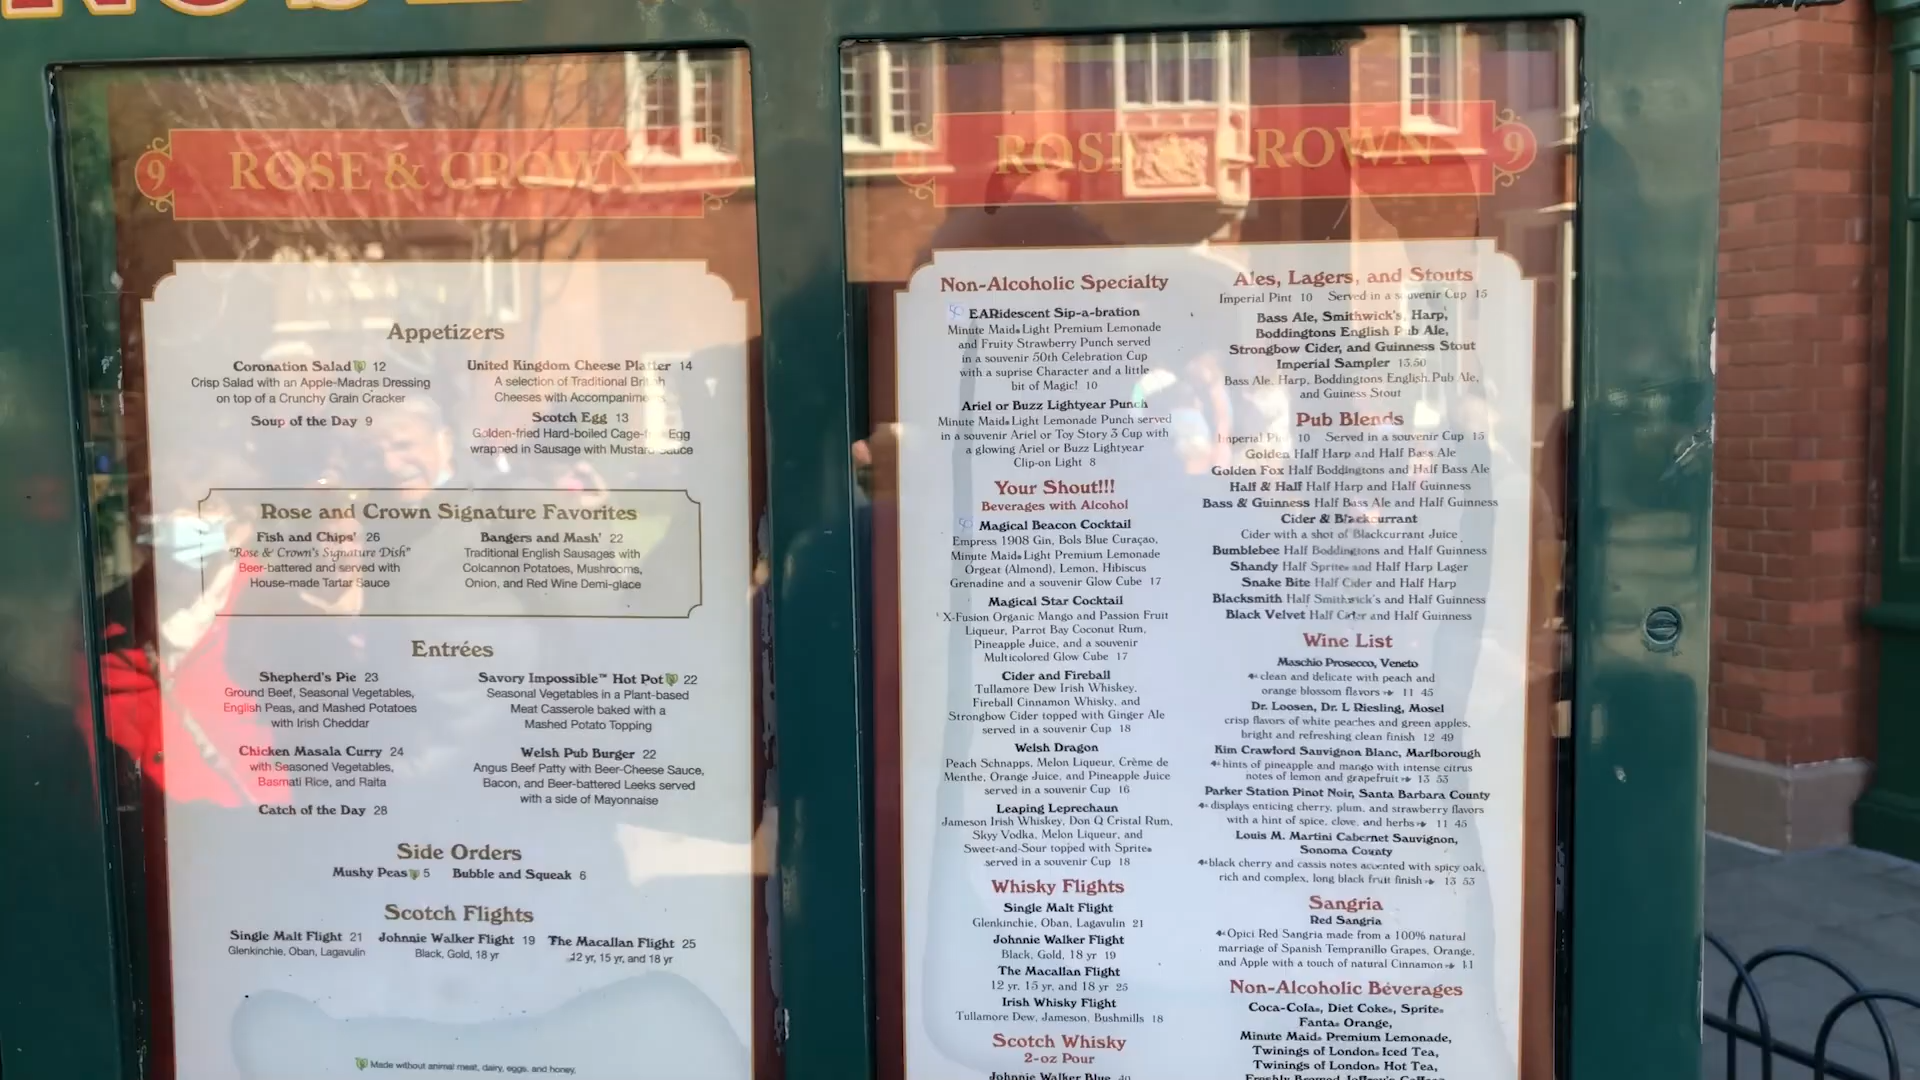 9 ROSE & CROWN
Appetizers
Coronation Salad 12
Crisp Salad with an Apple-Madras Dressing
on top of a Crunchy Grain Cracker
Soup of the Day 9
United Kingdom Cheese Platter 14
A selection of Traditional British
Cheeses with
Scotch Egg 13
Golden-fried Hard-boiled Egg
wrapped in Sausage with Mustard Sauce
Rose and Crown Signature Favorites
Fish and Chips' 26
"Rose & Crown's Signature Dish"
Beer-battered and served with
House-made Tartar Sauce
Bangers and Mash' 22
Traditional English Sausages with
Colcannon Potatoes, Mushrooms,
Onion, and Red Wine Demi-glace
Entrées
Shepherd's Pie 23
Ground Beef, Seasonal Vegetables,
English Peas, and Mashed Potatoes
with Irish Cheddar
Chicken Masala Curry 24
with Seasoned Vegetables,
Basmati Rice, and Raita
Catch of the Day 28
Savory Impossible™ Hot Pot 22
Seasonal Vegetables in a Plant-based
Meat Casserole baked with a
Mashed Potato Topping
Welsh Pub Burger 22
Angus Beef Patty with Beer-Cheese Sauce,
Bacon, and Beer-battered Leeks served
with a side of Mayonnaise
Side Orders
Mushy Peas 5 Bubble and Squeak 6
Scotch Flights
Single Malt Flight 21
Glenkinchie, Oban, Lagavulin
Johnnie Walker Flight 19
Black, Gold, 18 yr
The Macallan Flight 25
12 yr, 15 yr, and 18 yr
Made without animal meat, dairy, eggs, and honey.
ROSE & CROWN 9
Non-Alcoholic Specialty
50 EARidescent Sip-a-bration
Minute Maid® Light Premium Lemonade
and Fruity Strawberry Punch served
in a souvenir 50th Celebration Cup
with a suprise Character and a little
bit of Magic! 10
Ariel or Buzz Lightyear Punch
Minute Maid® Light Lemonade Punch served
in a souvenir Ariel or Toy Story 3 Cup with
a glowing Ariel or Buzz Lightyear
Clip-on Light 8
Your Shout!!!
Beverages with Alcohol
50 Magical Beacon Cocktail
Empress 1908 Gin, Bols Blue Curaçao,
Minute Maid® Light Premium Lemonade
Orgeat (Almond), Lemon, Hibiscus
Grenadine and a souvenir Glow Cube 17
Magical Star Cocktail
X-Fusion Organic Mango and Passion Fruit
Liqueur, Parrot Bay Coconut Rum,
Pineapple Juice, and a souvenir
Multicolored Glow Cube 17
Cider and Fireball
Tullamore Dew Irish Whiskey,
Fireball Cinnamon Whisky, and
Strongbow Cider topped with Ginger Ale
served in a souvenir Cup 18
Welsh Dragon
Peach Schnapps, Melon Liqueur, Crème de
Menthe, Orange Juice, and Pineapple Juice
served in a souvenir Cup 16
Leaping Leprechaun
Jameson Irish Whiskey, Don Q Cristal Rum,
Skyy Vodka, Melon Liqueur, and
Sweet-and-Sour topped with Sprite®
served in a souvenir Cup 18
Whisky Flights
Single Malt Flight
Glenkinchie, Oban, Lagavulin 21
Johnnie Walker Flight
Black, Gold, 18 yr 19
The Macallan Flight
12 yr, 15 yr, and 18 yr 25
Irish Whisky Flight
Tullamore Dew, Jameson, Bushmills 18
Scotch Whisky
2-oz Pour
Johnnie Walker Blue 40
Ales, Lagers, and Stouts
Imperial Pint 10 Served in a souvenir Cup 15
Bass Ale, Smithwick's, Harp,
Boddingtons English Pub Ale,
Strongbow Cider, and Guinness Stout
Imperial Sampler 13.50
Bass Ale, Harp, Boddingtons English Pub Ale,
and Guiness Stout
Pub Blends
Imperial Pint 10 Served in a souvenir Cup 15
Golden Half Harp and Half Bass Ale
Golden Fox Half Boddingtons and Half Bass Ale
Half & Half Half Harp and Half Guinness
Bass & Guinness Half Bass Ale and Half Guinness
Cider & Blackcurrant
Cider with a shot of Blackcurrant Juice
Bumblebee Half Boddingtons and Half Guinness
Shandy Half Sprite® and Half Harp Lager
Snake Bite Half Cider and Half Harp
Blacksmith Half Smithwick's and Half Guinness
Black Velvet Half Cider and Half Guinness
Wine List
Maschio Prosecco, Veneto
clean and delicate with peach and
orange blossom flavors 11 45
Dr. Loosen, Dr. L Riesling, Mosel
crisp flavors of white peaches and green apples,
bright and refreshing clean finish 12 49
Kim Crawford Sauvignon Blanc, Marlborough
hints of pineapple and mango with intense citrus
notes of lemon and grapefruit 13 53
Parker Station Pinot Noir, Santa Barbara County
displays enticing cherry, plum, and strawberry flavors
with a hint of spice, clove, and herbs 11 45
Louis M. Martini Cabernet Sauvignon,
Sonoma County
black cherry and cassis notes accented with spicy oak,
rich and complex, long black fruit finish 13 53
Sangria
Red Sangria
Opici Red Sangria made from a 100% natural
marriage of Spanish Tempranillo Grapes, Orange,
and Apple with a touch of natural Cinnamon 11
Non-Alcoholic Beverages
Coca-Cola®, Diet Coke®, Sprite®
Fanta® Orange,
Minute Maid® Premium Lemonade,
Twinings of London® Iced Tea,
Twinings of London® Hot Tea,
Freshly Brewed Joffrey's Coffee